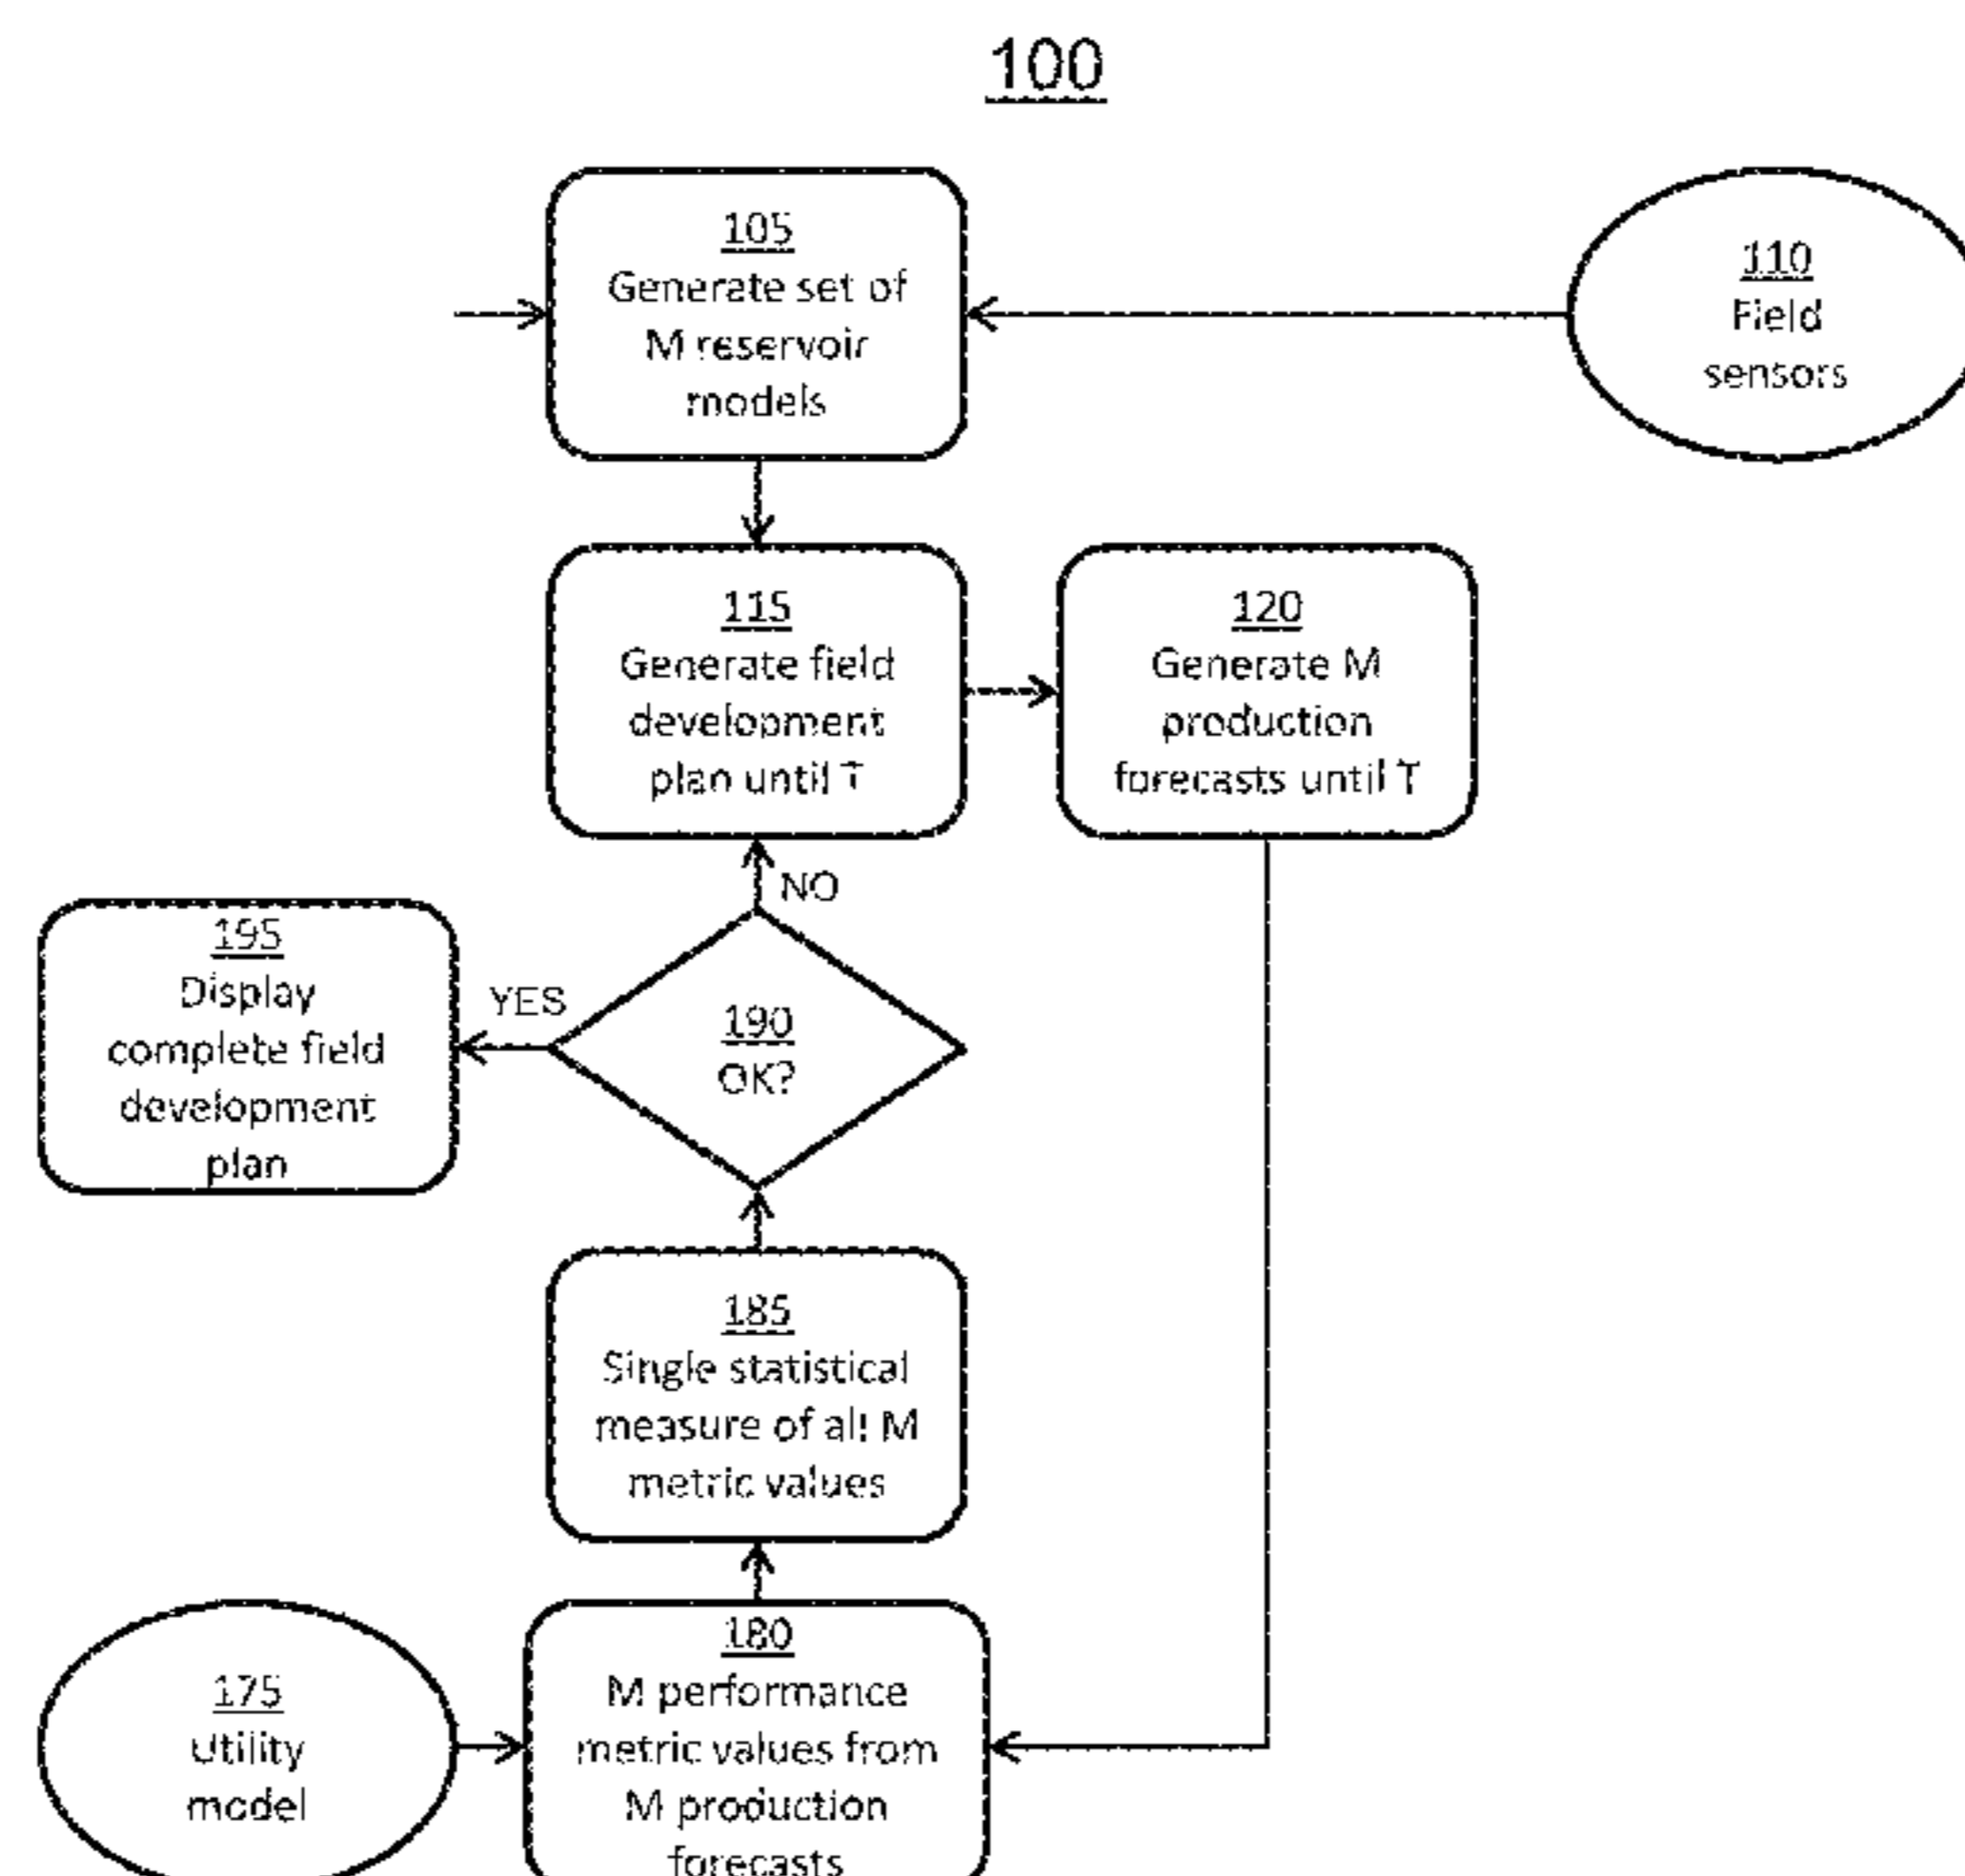 100
105
Generate set of
M reservoir
models
110
Field
sensors
115
Generate field
development
plan until T
120
Generate M
production
forecasts until T
NO
195
Display
complete field
development
plan
YES
190
OK?
185
Single statistical
measure of all M
metric values
175
Utility
model
180
M performance
metric values from
M production
forecasts